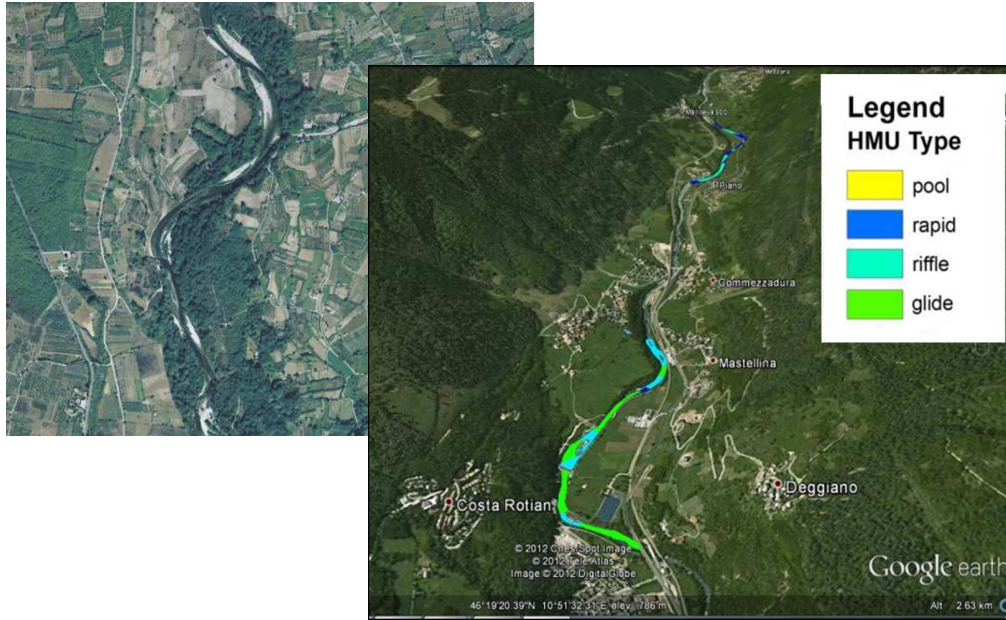 Legend
HMU Type
pool
rapid
riffle
glide
Piano
Commezzadura
Mastellina
Deggiano
Costa Rotian
© 2012 Cnes/Spot Image
© 2012 Tele Atlas
Image © 2012 DigitalGlobe
Google earth
46°19'20.39"N 10°51'32.31"E elev 786 m
Alt 2.63 km